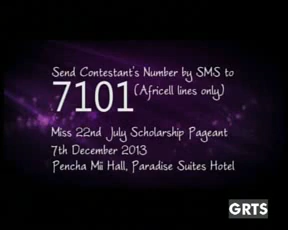 Send Contestant's Number by SMS to
7101 (Africell lines only)
Miss 22nd July Scholarship Pageant
7th December 2013
Pencha Mii Hall, Paradise Suites Hotel
GRTS